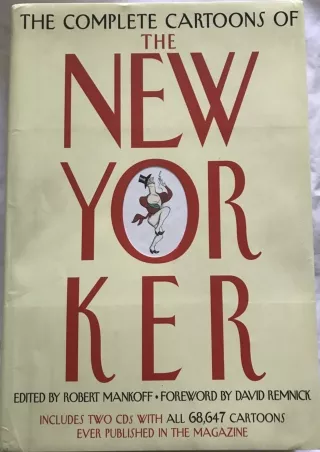 THE COMPLETE CARTOONS OF
THE
NEW
YOR
KER
EDITED BY ROBERT MANKOFF • FOREWORD BY DAVID REMNICK
INCLUDES TWO CDS WITH ALL 68,647 CARTOONS
EVER PUBLISHED IN THE MAGAZINE